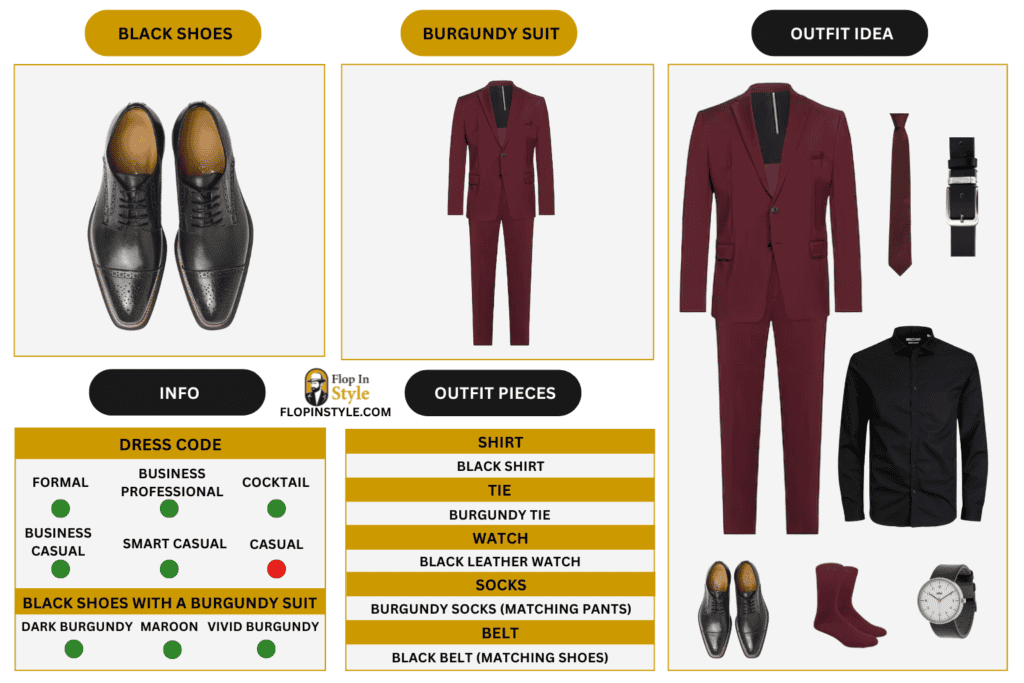 BLACK SHOES
BURGUNDY SUIT
OUTFIT IDEA
INFO
Flop In
Style
FLOPINSTYLE.COM
OUTFIT PIECES
DRESS CODE
FORMAL
BUSINESS
PROFESSIONAL
COCKTAIL
BUSINESS
CASUAL
SMART CASUAL
CASUAL
BLACK SHOES WITH A BURGUNDY SUIT
DARK BURGUNDY
MAROON
VIVID BURGUNDY
SHIRT
BLACK SHIRT
TIE
BURGUNDY TIE
WATCH
BLACK LEATHER WATCH
SOCKS
BURGUNDY SOCKS (MATCHING PANTS)
BELT
BLACK BELT (MATCHING SHOES)